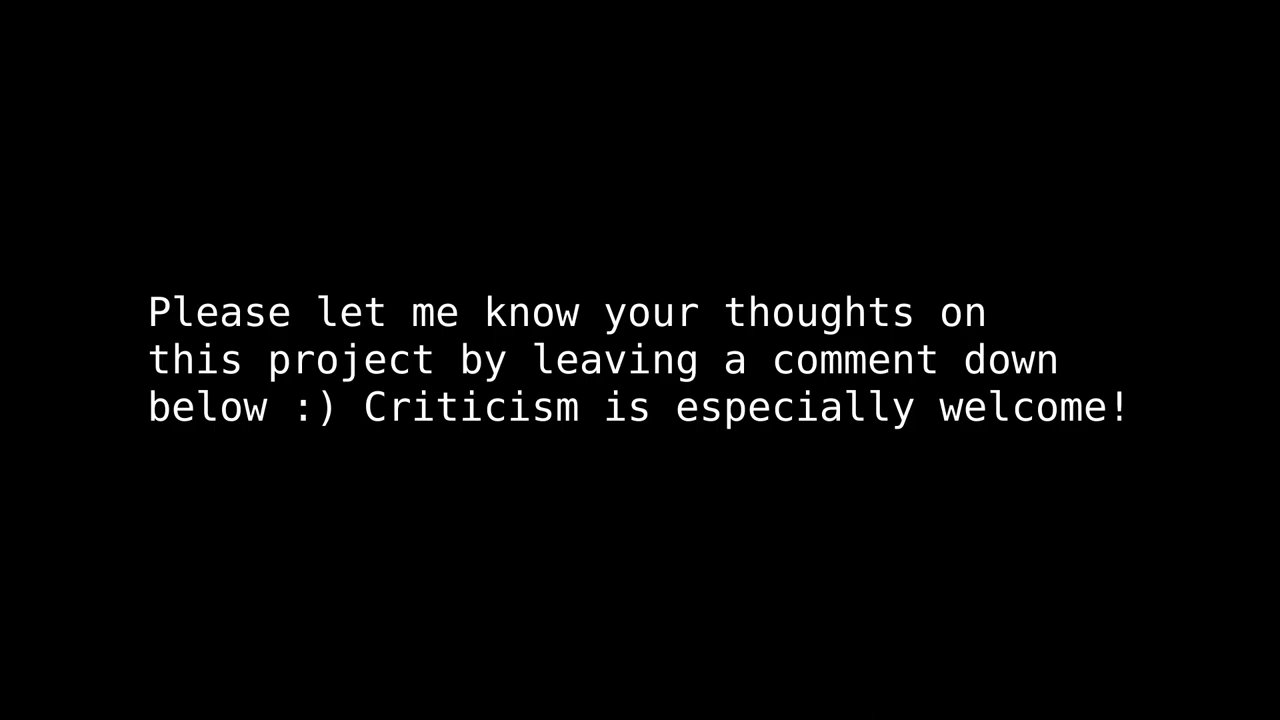 Please let me know your thoughts on
this project by leaving a comment down
below :) Criticism is especially welcome!